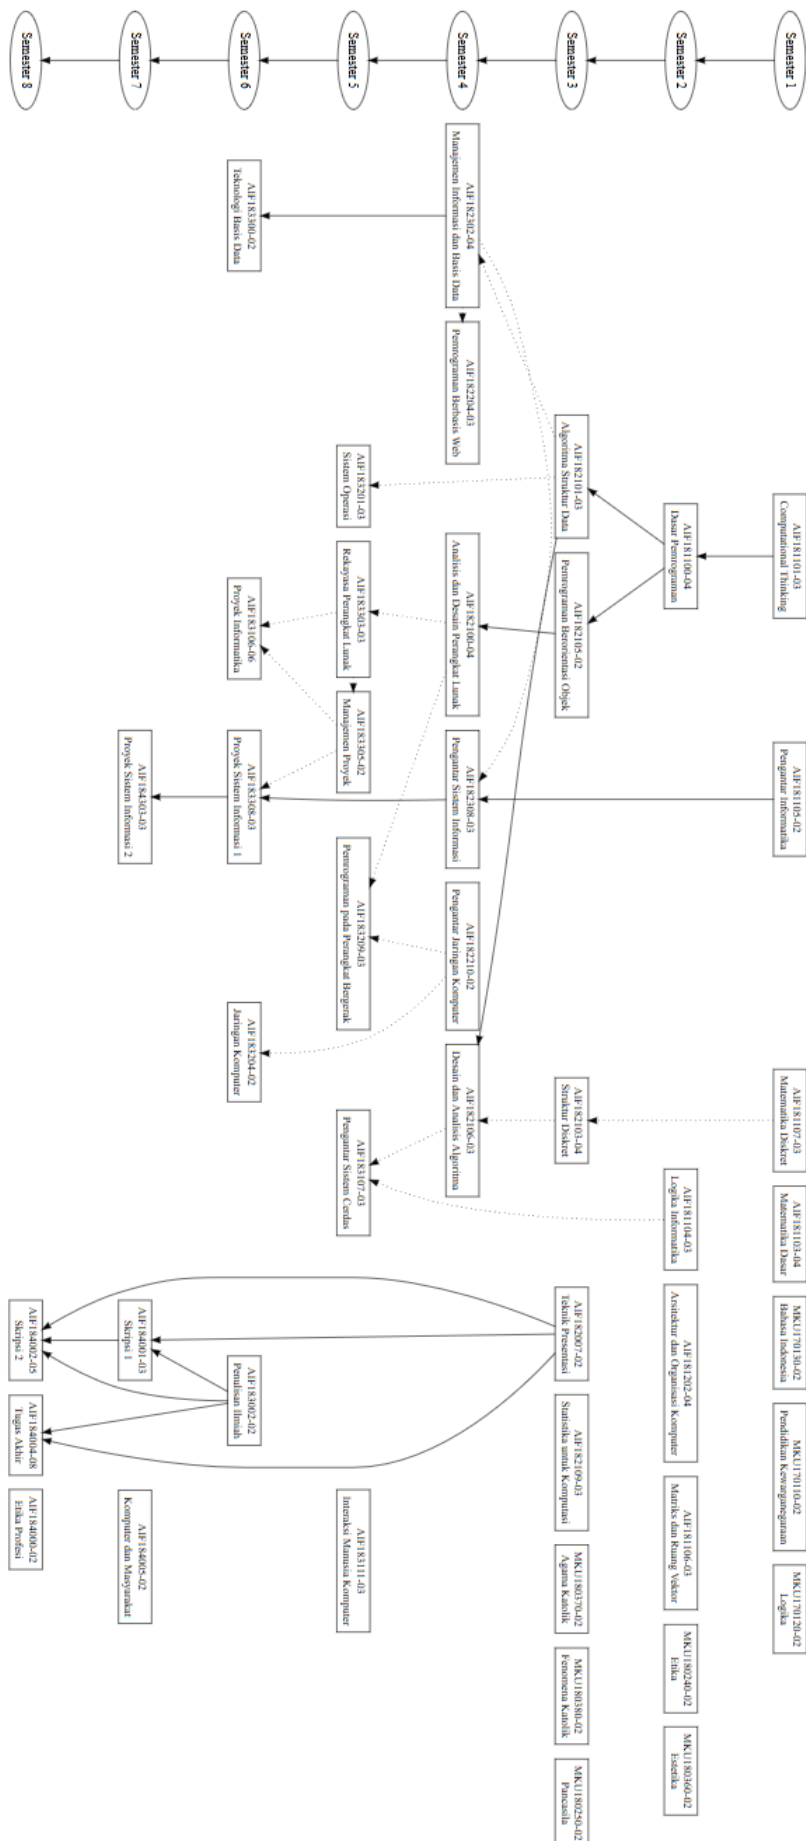 Semester 1
Semester 2
Semester 3
Semester 4
Semester 5
Semester 6
Semester 7
Semester 8
AIF181101-03
Computational Thinking
AIF181105-02
Pengantar Informatika
AIF181107-03
Matematika Diskret
AIF181103-04
Matematika Dasar
MKU170130-02
Bahasa Indonesia
MKU170110-02
Pendidikan Kewarganegaraan
MKU170120-02
Logika
AIF181100-04
Dasar Pemrograman
AIF181104-03
Logika Informatika
AIF181202-04
Arsitektur dan Organisasi Komputer
AIF181106-03
Matriks dan Ruang Vektor
MKU180240-02
Etika
MKU180360-02
Estetika
AIF182101-03
Algoritma Struktur Data
AIF182105-02
Pemrograman Berorientasi Objek
AIF182103-04
Struktur Diskret
AIF182007-02
Teknik Presentasi
AIF182109-03
Statistika untuk Komputasi
MKU180370-02
Agama Katolik
MKU180380-02
Fenomena Katolik
MKU180250-02
Pancasila
AIF182302-04
Manajemen Informasi dan Basis Data
AIF182204-03
Pemrograman Berbasis Web
AIF182100-04
Analisis dan Desain Perangkat Lunak
AIF182308-03
Pengantar Sistem Informasi
AIF182210-02
Pengantar Jaringan Komputer
AIF182106-03
Desain dan Analisis Algoritma
AIF183201-03
Sistem Operasi
AIF183303-03
Rekayasa Perangkat Lunak
AIF183305-02
Manajemen Proyek
AIF183209-03
Pemrograman pada Perangkat Bergerak
AIF183107-03
Pengantar Sistem Cerdas
AIF183111-03
Interaksi Manusia Komputer
AIF183300-02
Teknologi Basis Data
AIF183106-06
Proyek Informatika
AIF183308-03
Proyek Sistem Informasi 1
AIF183204-02
Jaringan Komputer
AIF183002-02
Penulisan Ilmiah
AIF184303-03
Proyek Sistem Informasi 2
AIF184001-03
Skripsi 1
AIF184005-02
Komputer dan Masyarakat
AIF184002-05
Skripsi 2
AIF184004-08
Tugas Akhir
AIF184000-02
Etika Profesi